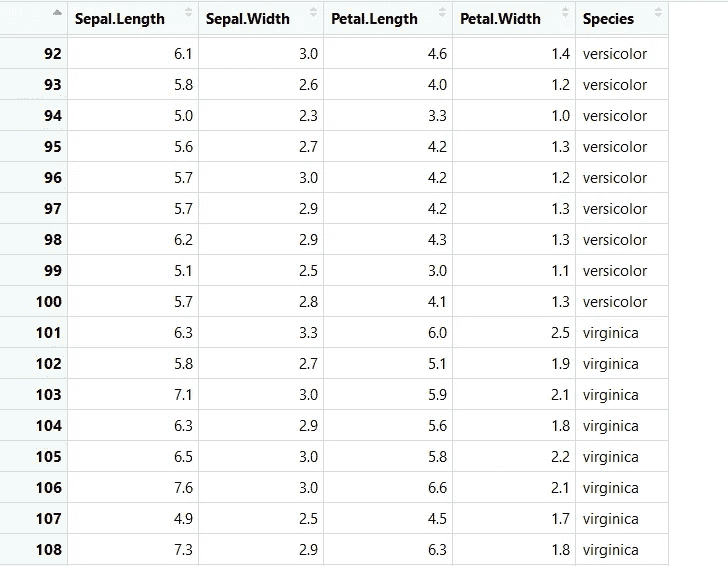 Sepal.Length Sepal.Width Petal.Length Petal.Width Species
92 6.1 3.0 4.6 1.4 versicolor
93 5.8 2.6 4.0 1.2 versicolor
94 5.0 2.3 3.3 1.0 versicolor
95 5.6 2.7 4.2 1.3 versicolor
96 5.7 3.0 4.2 1.2 versicolor
97 5.7 2.9 4.2 1.3 versicolor
98 6.2 2.9 4.3 1.3 versicolor
99 5.1 2.5 3.0 1.1 versicolor
100 5.7 2.8 4.1 1.3 versicolor
101 6.3 3.3 6.0 2.5 virginica
102 5.8 2.7 5.1 1.9 virginica
103 7.1 3.0 5.9 2.1 virginica
104 6.3 2.9 5.6 1.8 virginica
105 6.5 3.0 5.8 2.2 virginica
106 7.6 3.0 6.6 2.1 virginica
107 4.9 2.5 4.5 1.7 virginica
108 7.3 2.9 6.3 1.8 virginica